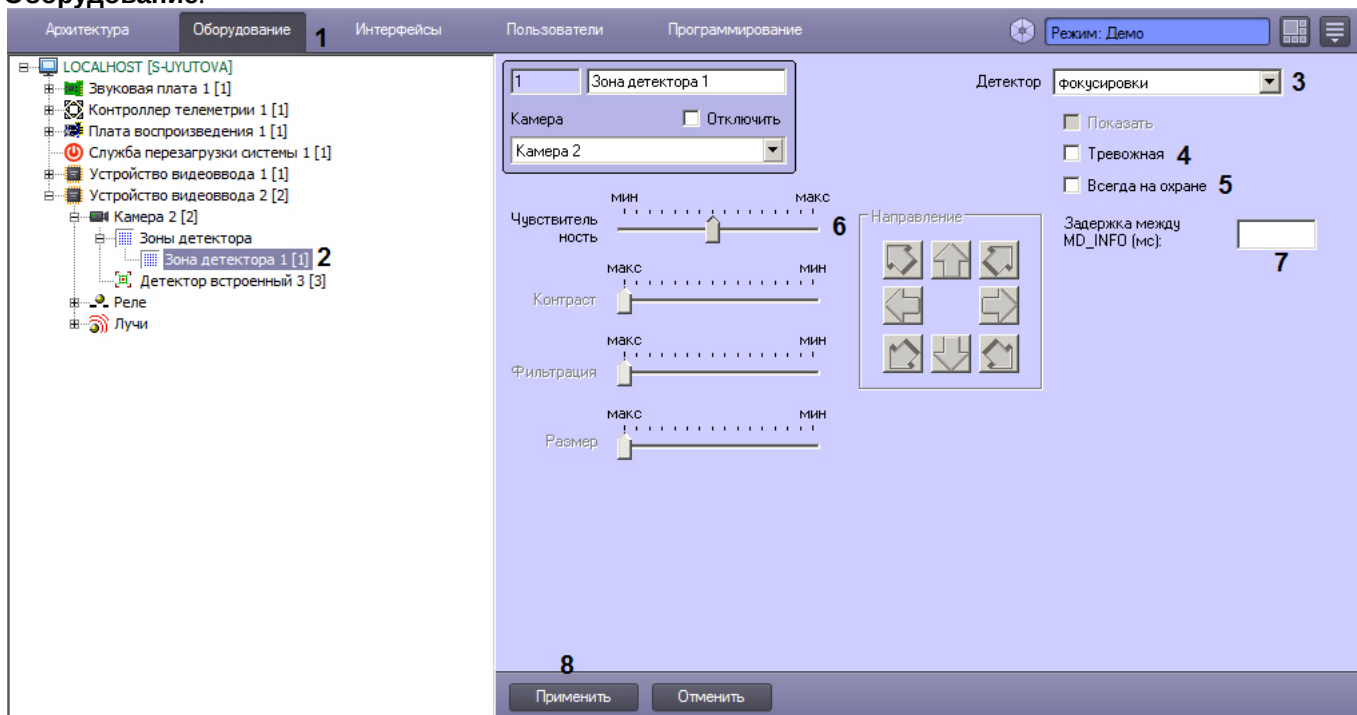 Оборудование.
Архитектура Оборудование 1 Интерфейсы Пользователи Программирование Режим: Демо
LOCALHOST [S-UYUTOVA]
Звуковая плата 1 [1]
Контроллер телеметрии 1 [1]
Плата воспроизведения 1 [1]
Служба перезагрузки системы 1 [1]
Устройство видеоввода 1 [1]
Устройство видеоввода 2 [2]
Камера 2 [2]
Зоны детектора
Зона детектора 1 [1] 2
Детектор встроенный 3 [3]
Реле
Лучи
1 Зона детектора 1
Камера Отключить
Камера 2
Детектор фокусировки 3
Показать
Тревожная 4
Всегда на охране 5
Задержка между
MD_INFO (мс):
7
мин макс
Чувствитель
ность
6
макс мин
Контраст
макс мин
Фильтрация
макс мин
Размер
Направление
8
Применить Отменить